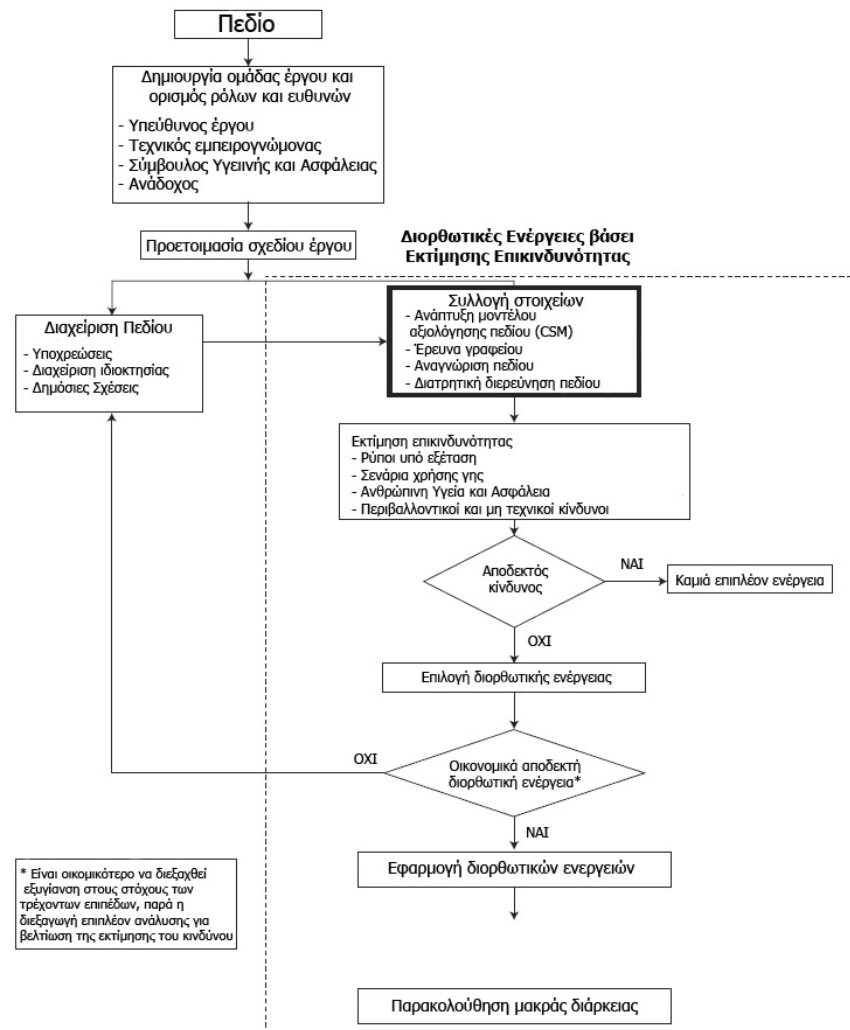 Πεδίο
Δημιουργία ομάδας έργου και
ορισμός ρόλων και ευθυνών
- Υπεύθυνος έργου
- Τεχνικός εμπειρογνώμονας
- Σύμβουλος Υγειινής και Ασφάλειας
- Ανάδοχος
Προετοιμασία σχεδίου έργου
Διορθωτικές Ενέργειες βάσει
Εκτίμησης Επικινδυνότητας
Διαχείριση Πεδίου
- Υποχρεώσεις
- Διαχείριση ιδιοκτησίας
- Δημόσιες Σχέσεις
Συλλογή στοιχείων
- Ανάπτυξη μοντέλου
αξιολόγησης πεδίου (CSM)
- Έρευνα γραφείου
- Αναγνώριση πεδίου
- Διατρητική διερεύνηση πεδίου
Εκτίμηση επικινδυνότητας
- Ρύποι υπό εξέταση
- Σενάρια χρήσης γης
- Ανθρώπινη Υγεία και Ασφάλεια
- Περιβαλλοντικοί και μη τεχνικοί κίνδυνοι
Αποδεκτός
κίνδυνος
ΝΑΙ
Καμιά επιπλέον ενέργεια
ΟΧΙ
Επιλογή διορθωτικής ενέργειας
ΟΧΙ
Οικονομικά αποδεκτή
διορθωτική ενέργεια*
ΝΑΙ
Εφαρμογή διορθωτικών ενεργειών
* Είναι οικομικότερο να διεξαχθεί
εξυγίανση στους στόχους των
τρέχοντων επιπέδων, παρά η
διεξαγωγή επιπλέον ανάλυσης για
βελτίωση της εκτίμησης του κινδύνου
Παρακολούθηση μακράς διάρκειας